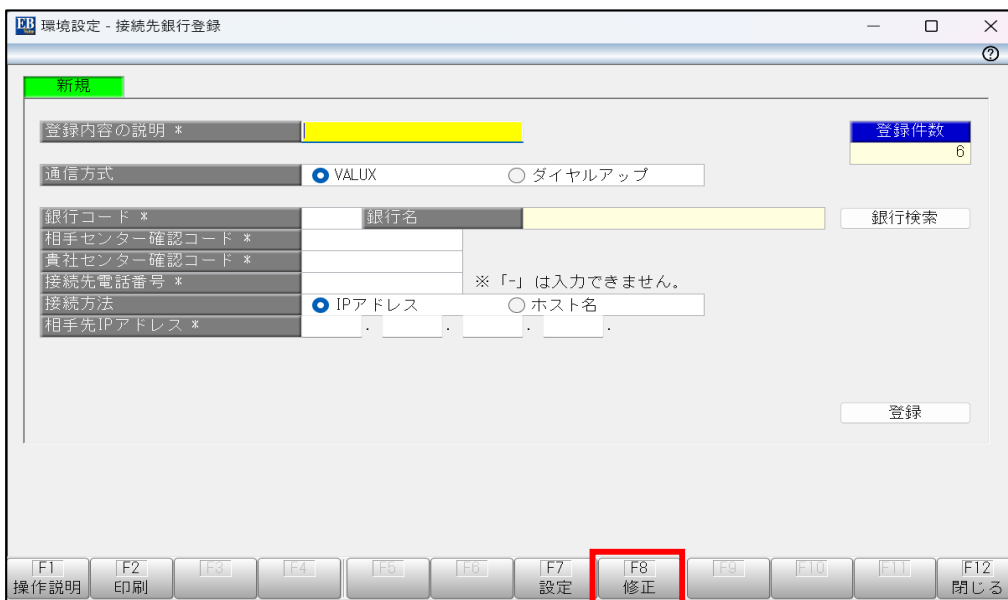 EB 環境設定 - 接続先銀行登録
新規
登録内容の説明 *
登録件数
6
通信方式 VALUX ダイヤルアップ
銀行コード * 銀行名 銀行検索
相手センター確認コード *
貴社センター確認コード *
接続先電話番号 * ※「-」は入力できません。
接続方法 IPアドレス ホスト名
相手先IPアドレス * . . . .
登録
F1 F2 F3 F4 F5 F6 F7 F8 F9 F10 F11 F12
操作説明 印刷 設定 修正 閉じる